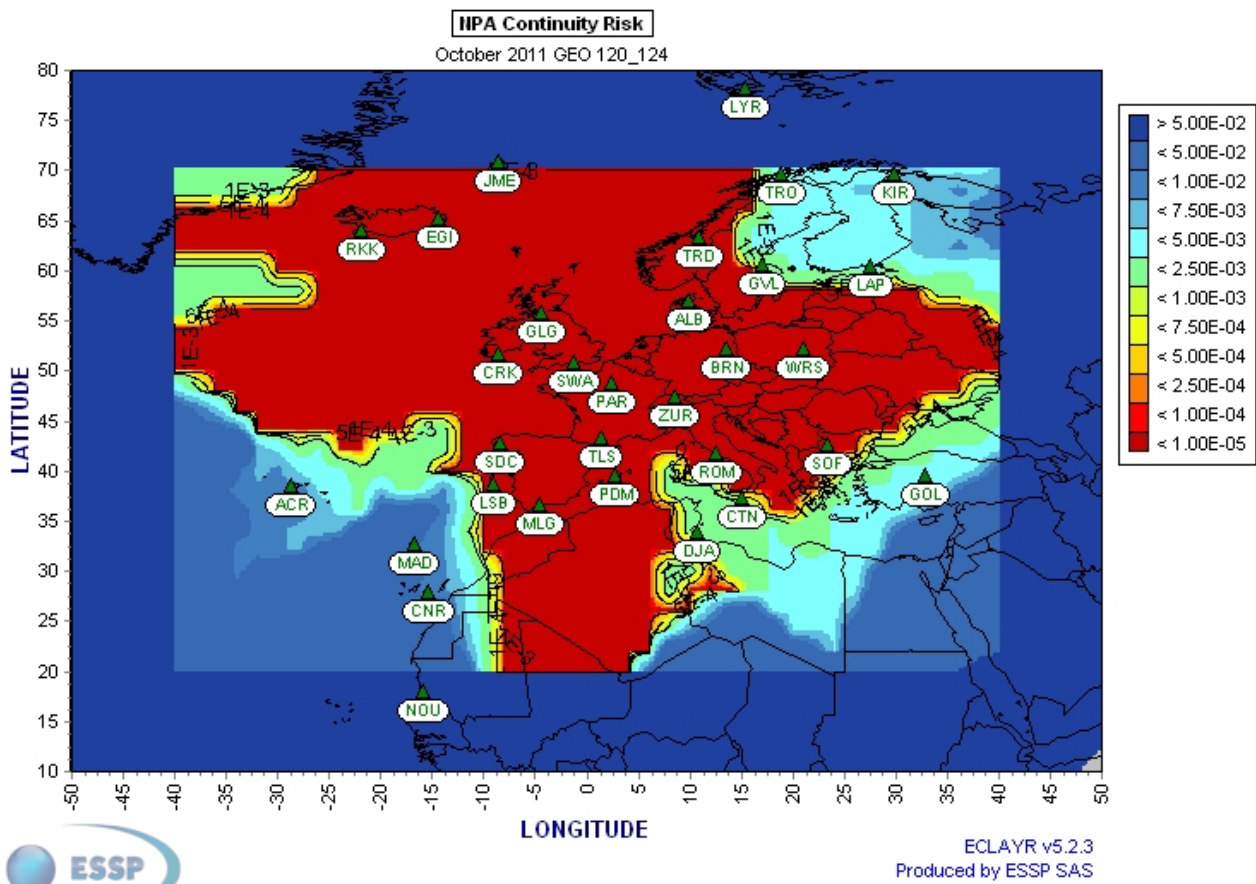 NPA Continuity Risk
October 2011 GEO 120_124
80
75
70
65
60
55
50
45
40
35
30
25
20
15
10
LATITUDE
LYR
JME
TRO
KIR
RKK
EGI
TRD
GVL
LAP
GLG
ALB
CRK
SWA
PAR
BRN
WRS
ZUR
SDC
TLS
ROM
SOF
ACR
LSB
MLG
PDM
CTN
GOL
MAD
DJA
CNR
NOU
1E-3
1E-3
> 5.00E-02
< 5.00E-02
< 1.00E-02
< 7.50E-03
< 5.00E-03
< 2.50E-03
< 1.00E-03
< 7.50E-04
< 5.00E-04
< 2.50E-04
< 1.00E-04
< 1.00E-05
-50 -45 -40 -35 -30 -25 -20 -15 -10 -5 0 5 10 15 20 25 30 35 40 45 50
LONGITUDE
ESSP
ECLAYR v5.2.3
Produced by ESSP SAS